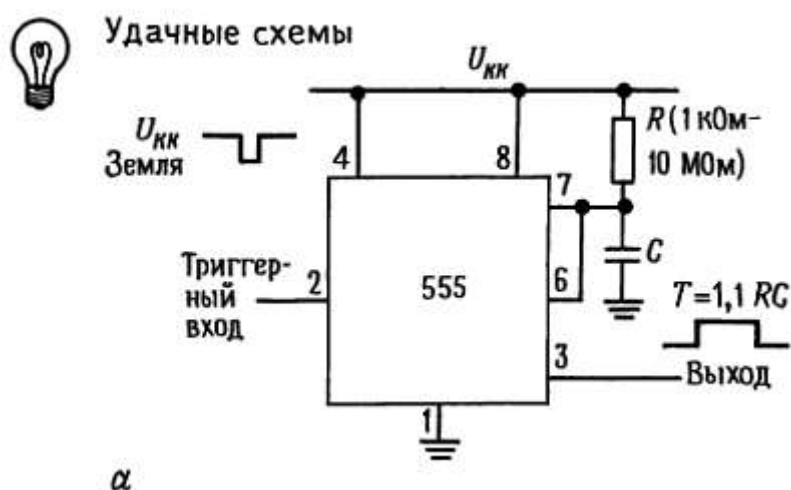 Удачные схемы
U_кк
U_кк
Земля
4
8
7
R (1 кОм-
10 МОм)
C
Триггер-
ный
вход
2
555
6
T=1,1 RC
3
Выход
1
а